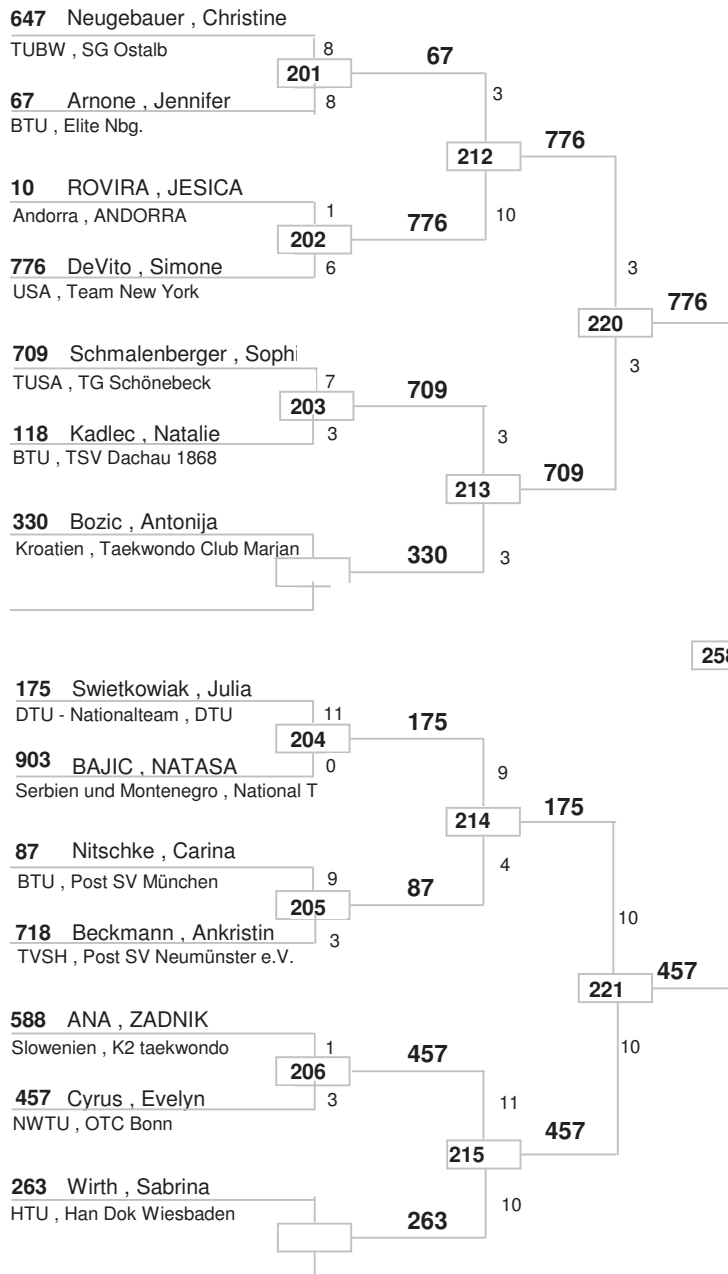 647 Neugebauer , Christine
TUBW , SG Ostalb
8
201
67
67 Arnone , Jennifer
8
BTU , Elite Nbg.
3
212
776
10 ROVIRA , JESICA
Andorra , ANDORRA
1
202
776
10
776 DeVito , Simone
6
USA , Team New York
3
220
776
709 Schmalenberger , Sophi
TUSA , TG Schönebeck
7
203
709
3
118 Kadlec , Natalie
3
BTU , TSV Dachau 1868
3
213
709
330 Bozic , Antonija
Kroatien , Taekwondo Club Marjan
330
3
258
175 Swietkowiak , Julia
DTU - Nationalteam , DTU
11
204
175
903 BAJIC , NATASA
0
Serbien und Montenegro , National T
9
214
175
87 Nitschke , Carina
BTU , Post SV München
9
205
87
4
718 Beckmann , Ankristin
3
TVSH , Post SV Neumünster e.V.
10
221
457
588 ANA , ZADNIK
Slowenien , K2 taekwondo
1
206
457
10
457 Cyrus , Evelyn
3
NWTU , OTC Bonn
11
215
457
263 Wirth , Sabrina
HTU , Han Dok Wiesbaden
263
10